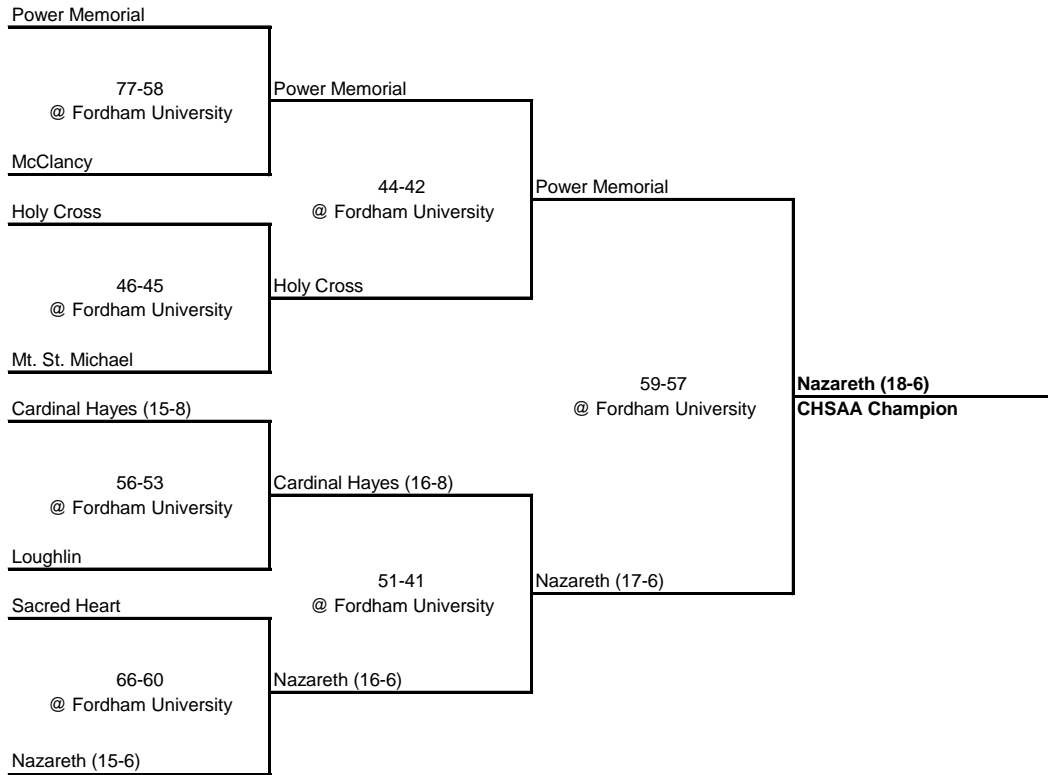 Power Memorial
77-58
@ Fordham University
Power Memorial
McClancy
44-42
@ Fordham University
Power Memorial
Holy Cross
46-45
@ Fordham University
Holy Cross
Mt. St. Michael
59-57
@ Fordham University
Nazareth (18-6)
CHSAA Champion
Cardinal Hayes (15-8)
56-53
@ Fordham University
Cardinal Hayes (16-8)
Loughlin
51-41
@ Fordham University
Nazareth (17-6)
Sacred Heart
66-60
@ Fordham University
Nazareth (16-6)
Nazareth (15-6)